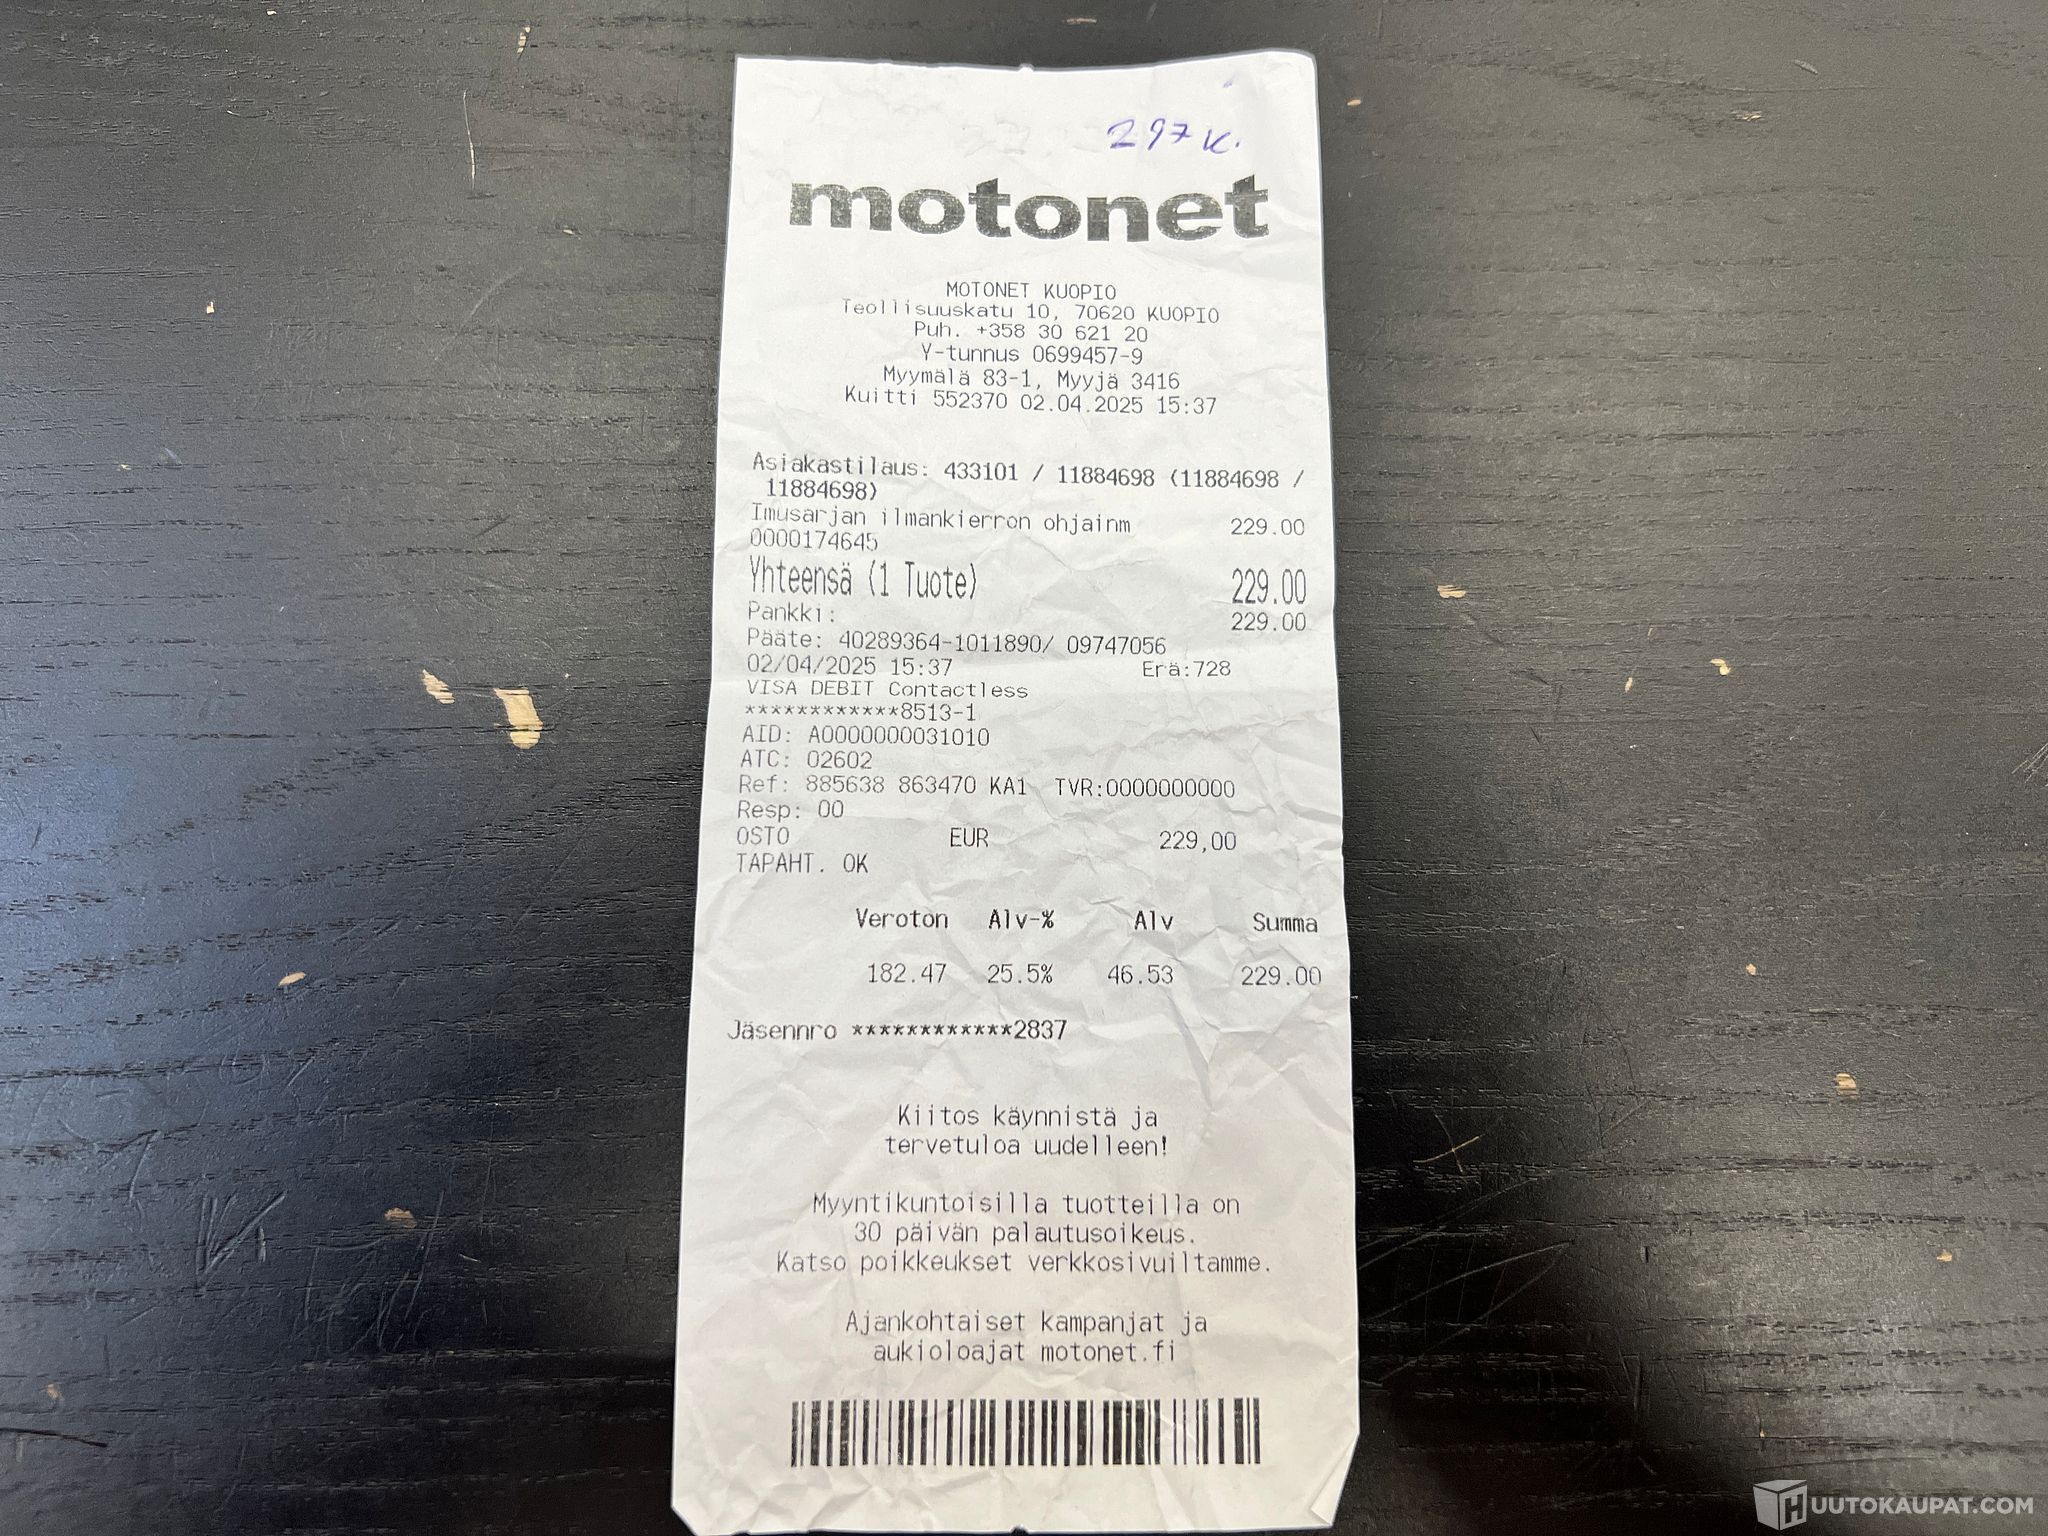 297 k.
motonet
MOTONET KUOPIO
Teollisuuskatu 10, 70620 KUOPIO
Puh. +358 30 621 20
Y-tunnus 0699457-9
Myymälä 83-1, Myyjä 3416
Kuitti 552370 02.04.2025 15:37
Asiakastilaus: 433101 / 11884698 (11884698 /
11884698)
Imusarjan ilmankierron ohjainm 229.00
0000174645
Yhteensä (1 Tuote) 229.00
Pankki: 229.00
Pääte: 40289364-1011890/ 09747056
02/04/2025 15:37 Erä:728
VISA DEBIT Contactless
************8513-1
AID: A0000000031010
ATC: 02602
Ref: 885638 863470 KA1 TVR:0000000000
Resp: 00
OSTO EUR 229,00
TAPAHT. OK
Veroton Alv-% Alv Summa
182.47 25.5% 46.53 229.00
Jäsennro ************2837
Kiitos käynnistä ja
tervetuloa uudelleen!
Myyntikuntoisilla tuotteilla on
30 päivän palautusoikeus.
Katso poikkeukset verkkosivuiltamme.
Ajankohtaiset kampanjat ja
aukioloajat motonet.fi
HUUTOKAUPAT.COM